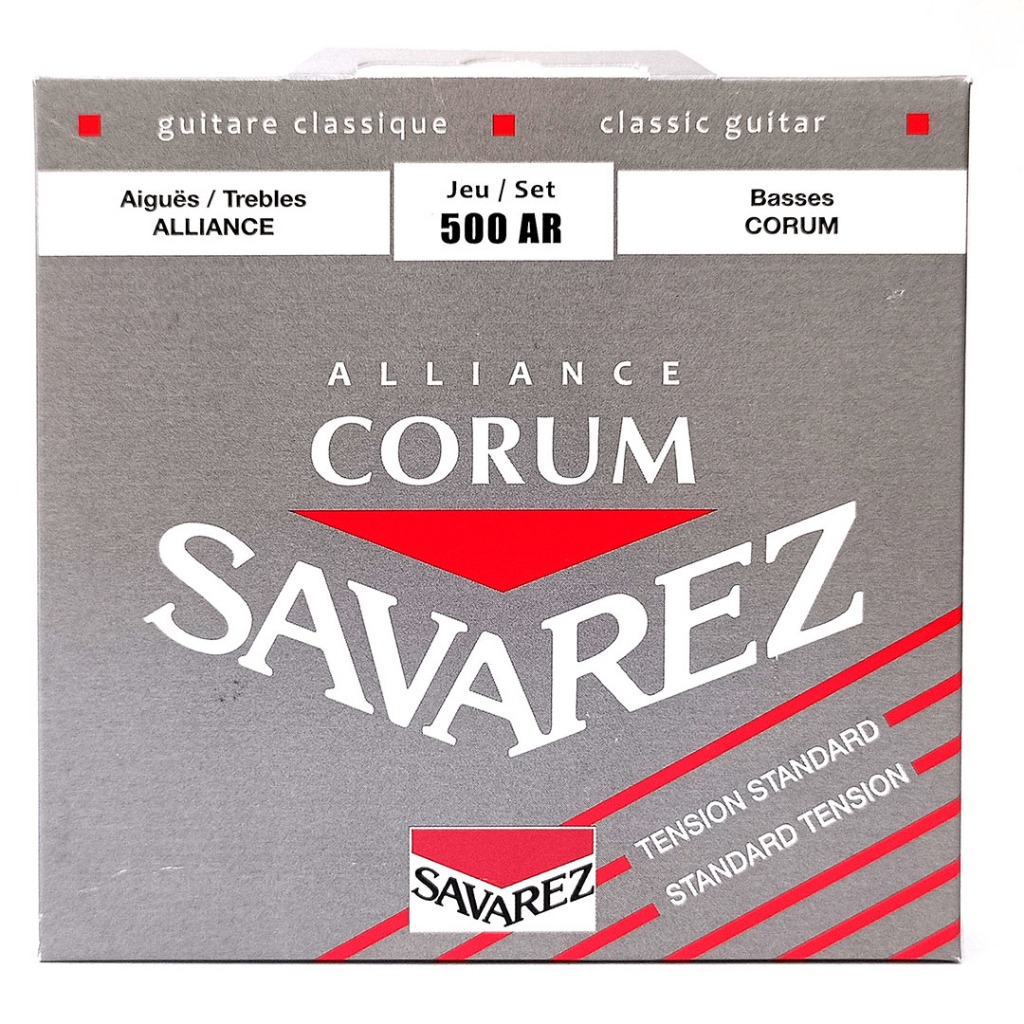 guitare classique classic guitar
Aiguës / Trebles
ALLIANCE
Jeu / Set
500 AR
Basses
CORUM
ALLIANCE
CORUM
SAVAREZ
TENSION STANDARD
STANDARD TENSION
SAVAREZ